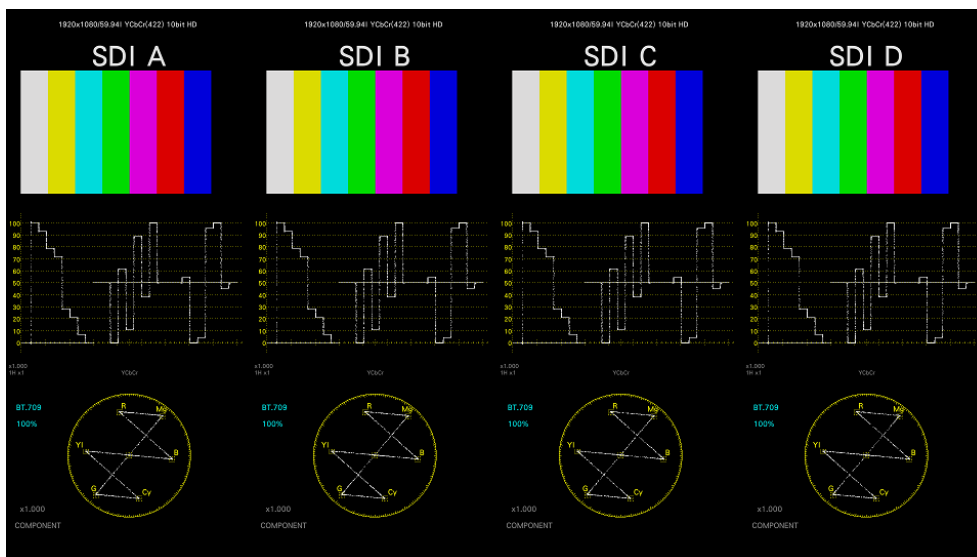 1920x1080/59.94I YCbCr(422) 10bit HD
SDI A
100
90
80
70
60
50
40
30
20
10
0
x1.000
1H x1
YCbCr
BT.709
100%
R
Mg
Yl
B
G
Cy
x1.000
COMPONENT
1920x1080/59.94I YCbCr(422) 10bit HD
SDI B
100
90
80
70
60
50
40
30
20
10
0
x1.000
1H x1
YCbCr
BT.709
100%
R
Mg
Yl
B
G
Cy
x1.000
COMPONENT
1920x1080/59.94I YCbCr(422) 10bit HD
SDI C
100
90
80
70
60
50
40
30
20
10
0
x1.000
1H x1
YCbCr
BT.709
100%
R
Mg
Yl
B
G
Cy
x1.000
COMPONENT
1920x1080/59.94I YCbCr(422) 10bit HD
SDI D
100
90
80
70
60
50
40
30
20
10
0
x1.000
1H x1
YCbCr
BT.709
100%
R
Mg
Yl
B
G
Cy
x1.000
COMPONENT